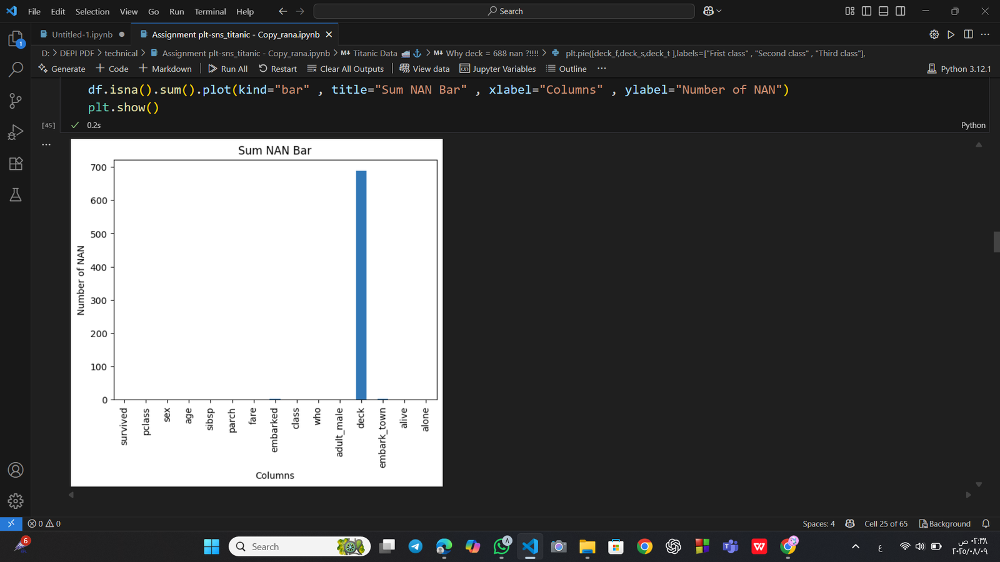 File Edit Selection View Go Run Terminal Help
Search
Untitled-1.ipynb
Assignment plt-sns_titanic - Copy_rana.ipynb
D: > DEPI PDF > technical > Assignment plt-sns_titanic - Copy_rana.ipynb > M↓ Titanic Data 🚢 ⚓ > M↓ Why deck = 688 nan ?!!!! > plt.pie([deck_f,deck_s,deck_t ],labels=["Frist class" , "Second class" , "Third class"],
Generate + Code + Markdown | Run All Restart Clear All Outputs | View data Jupyter Variables Outline ···
Python 3.12.1
df.isna().sum().plot(kind="bar" , title="Sum NAN Bar" , xlabel="Columns" , ylabel="Number of NAN")
plt.show()
[45] ✓ 0.2s
Python
Sum NAN Bar
Number of NAN
700
600
500
400
300
200
100
0
survived
pclass
sex
age
sibsp
parch
fare
embarked
class
who
adult_male
deck
embark_town
alive
alone
Columns
1
0 0
Spaces: 4
Cell 25 of 65
Background
6
Search
٨
ع
٠٢:٣٨ ص
٢٠٢٥/٠٨/٠٩